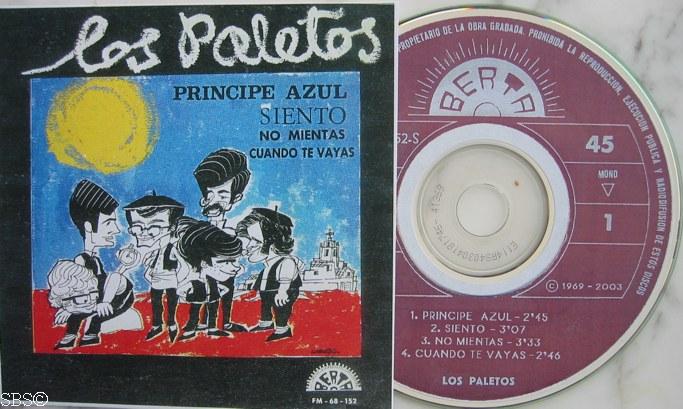 los Paletos
PRINCIPE AZUL
SIENTO
NO MIENTAS
CUANDO TE VAYAS
BERTA
FM - 68 - 152
SBS©
PROPIETARIO DE LA OBRA GRABADA. PROHIBIDA LA REPRODUCCION, EJECUCION PUBLICA Y RADIODIFUSION DE ESTOS DISCOS
BERTA
52-S
45
MONO
1
© 1969 - 2003
1. PRINCIPE AZUL - 2'45
2. SIENTO - 3'07
3. NO MIENTAS - 3'33
4. CUANDO TE VAYAS - 2'46
LOS PALETOS